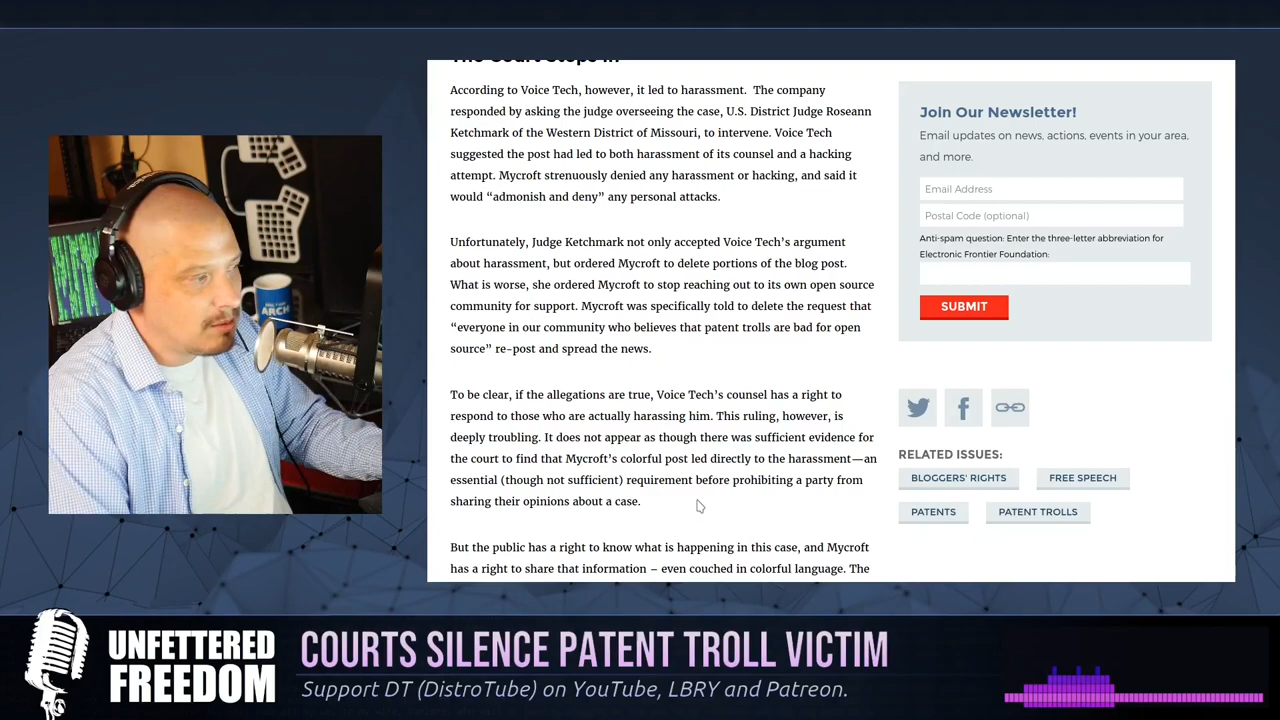 The Court Steps In
According to Voice Tech, however, it led to harassment.  The company
responded by asking the judge overseeing the case, U.S. District Judge Roseann
Ketchmark of the Western District of Missouri, to intervene. Voice Tech
suggested the post had led to both harassment of its counsel and a hacking
attempt. Mycroft strenuously denied any harassment or hacking, and said it
would “admonish and deny” any personal attacks.
Unfortunately, Judge Ketchmark not only accepted Voice Tech’s argument
about harassment, but ordered Mycroft to delete portions of the blog post.
What is worse, she ordered Mycroft to stop reaching out to its own open source
community for support. Mycroft was specifically told to delete the request that
“everyone in our community who believes that patent trolls are bad for open
source” re-post and spread the news.
To be clear, if the allegations are true, Voice Tech’s counsel has a right to
respond to those who are actually harassing him. This ruling, however, is
deeply troubling. It does not appear as though there was sufficient evidence for
the court to find that Mycroft’s colorful post led directly to the harassment—an
essential (though not sufficient) requirement before prohibiting a party from
sharing their opinions about a case.
But the public has a right to know what is happening in this case, and Mycroft
has a right to share that information – even couched in colorful language. The
Join Our Newsletter!
Email updates on news, actions, events in your area,
and more.
Email Address
Postal Code (optional)
Anti-spam question: Enter the three-letter abbreviation for
Electronic Frontier Foundation:
SUBMIT
RELATED ISSUES:
BLOGGERS' RIGHTS
FREE SPEECH
PATENTS
PATENT TROLLS
ARCH
UNFETTERED
FREEDOM
COURTS SILENCE PATENT TROLL VICTIM
Support DT (DistroTube) on YouTube, LBRY and Patreon.